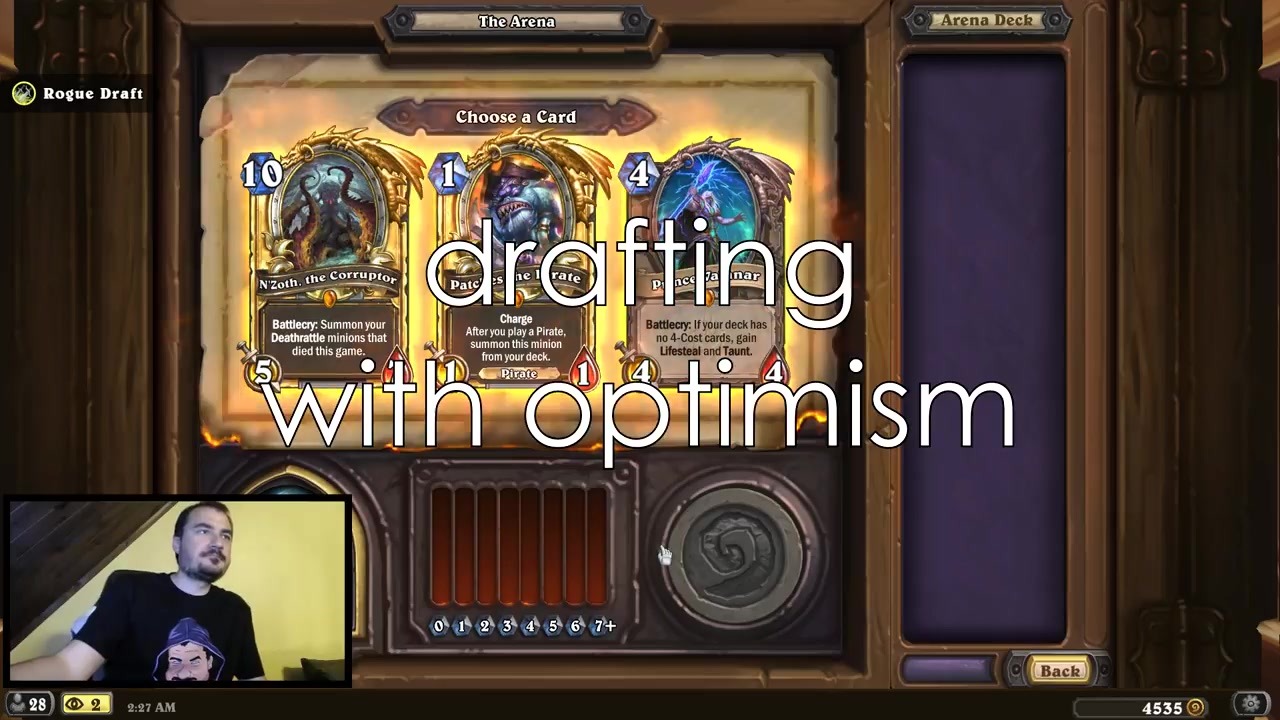 The Arena
Arena Deck
Rogue Draft
Choose a Card
10
1
4
N'Zoth, the Corruptor
Patches the Pirate
Prince Valanar
Battlecry: Summon your
Deathrattle minions that
died this game.
Charge
After you play a Pirate,
summon this minion
from your deck.
Pirate
Battlecry: If your deck has
no 4-Cost cards, gain
Lifesteal and Taunt.
5
1
1
4
4
drafting
with optimism
0 1 2 3 4 5 6 7+
Back
28
2
2:27 AM
4535